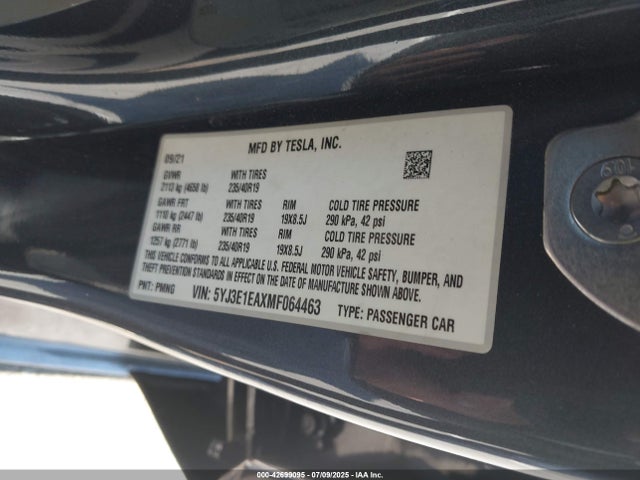 MFD BY TESLA, INC.
09/21
GVWR WITH TIRES
2113 kg (4658 lb) 235/40R19
GAWR FRT WITH TIRES RIM COLD TIRE PRESSURE
1110 kg (2447 lb) 235/40R19 19X8.5J 290 kPa, 42 psi
GAWR RR WITH TIRES RIM COLD TIRE PRESSURE
1257 kg (2771 lb) 235/40R19 19X8.5J 290 kPa, 42 psi
THIS VEHICLE CONFORMS TO ALL APPLICABLE U.S. FEDERAL MOTOR VEHICLE SAFETY, BUMPER, AND
THEFT PREVENTION STANDARDS IN EFFECT ON THE DATE OF MANUFACTURE SHOWN ABOVE.
PNT: PMNG
VIN: 5YJ3E1EAXMF064463 TYPE: PASSENGER CAR
000-42699095 - 07/09/2025 - IAA Inc.